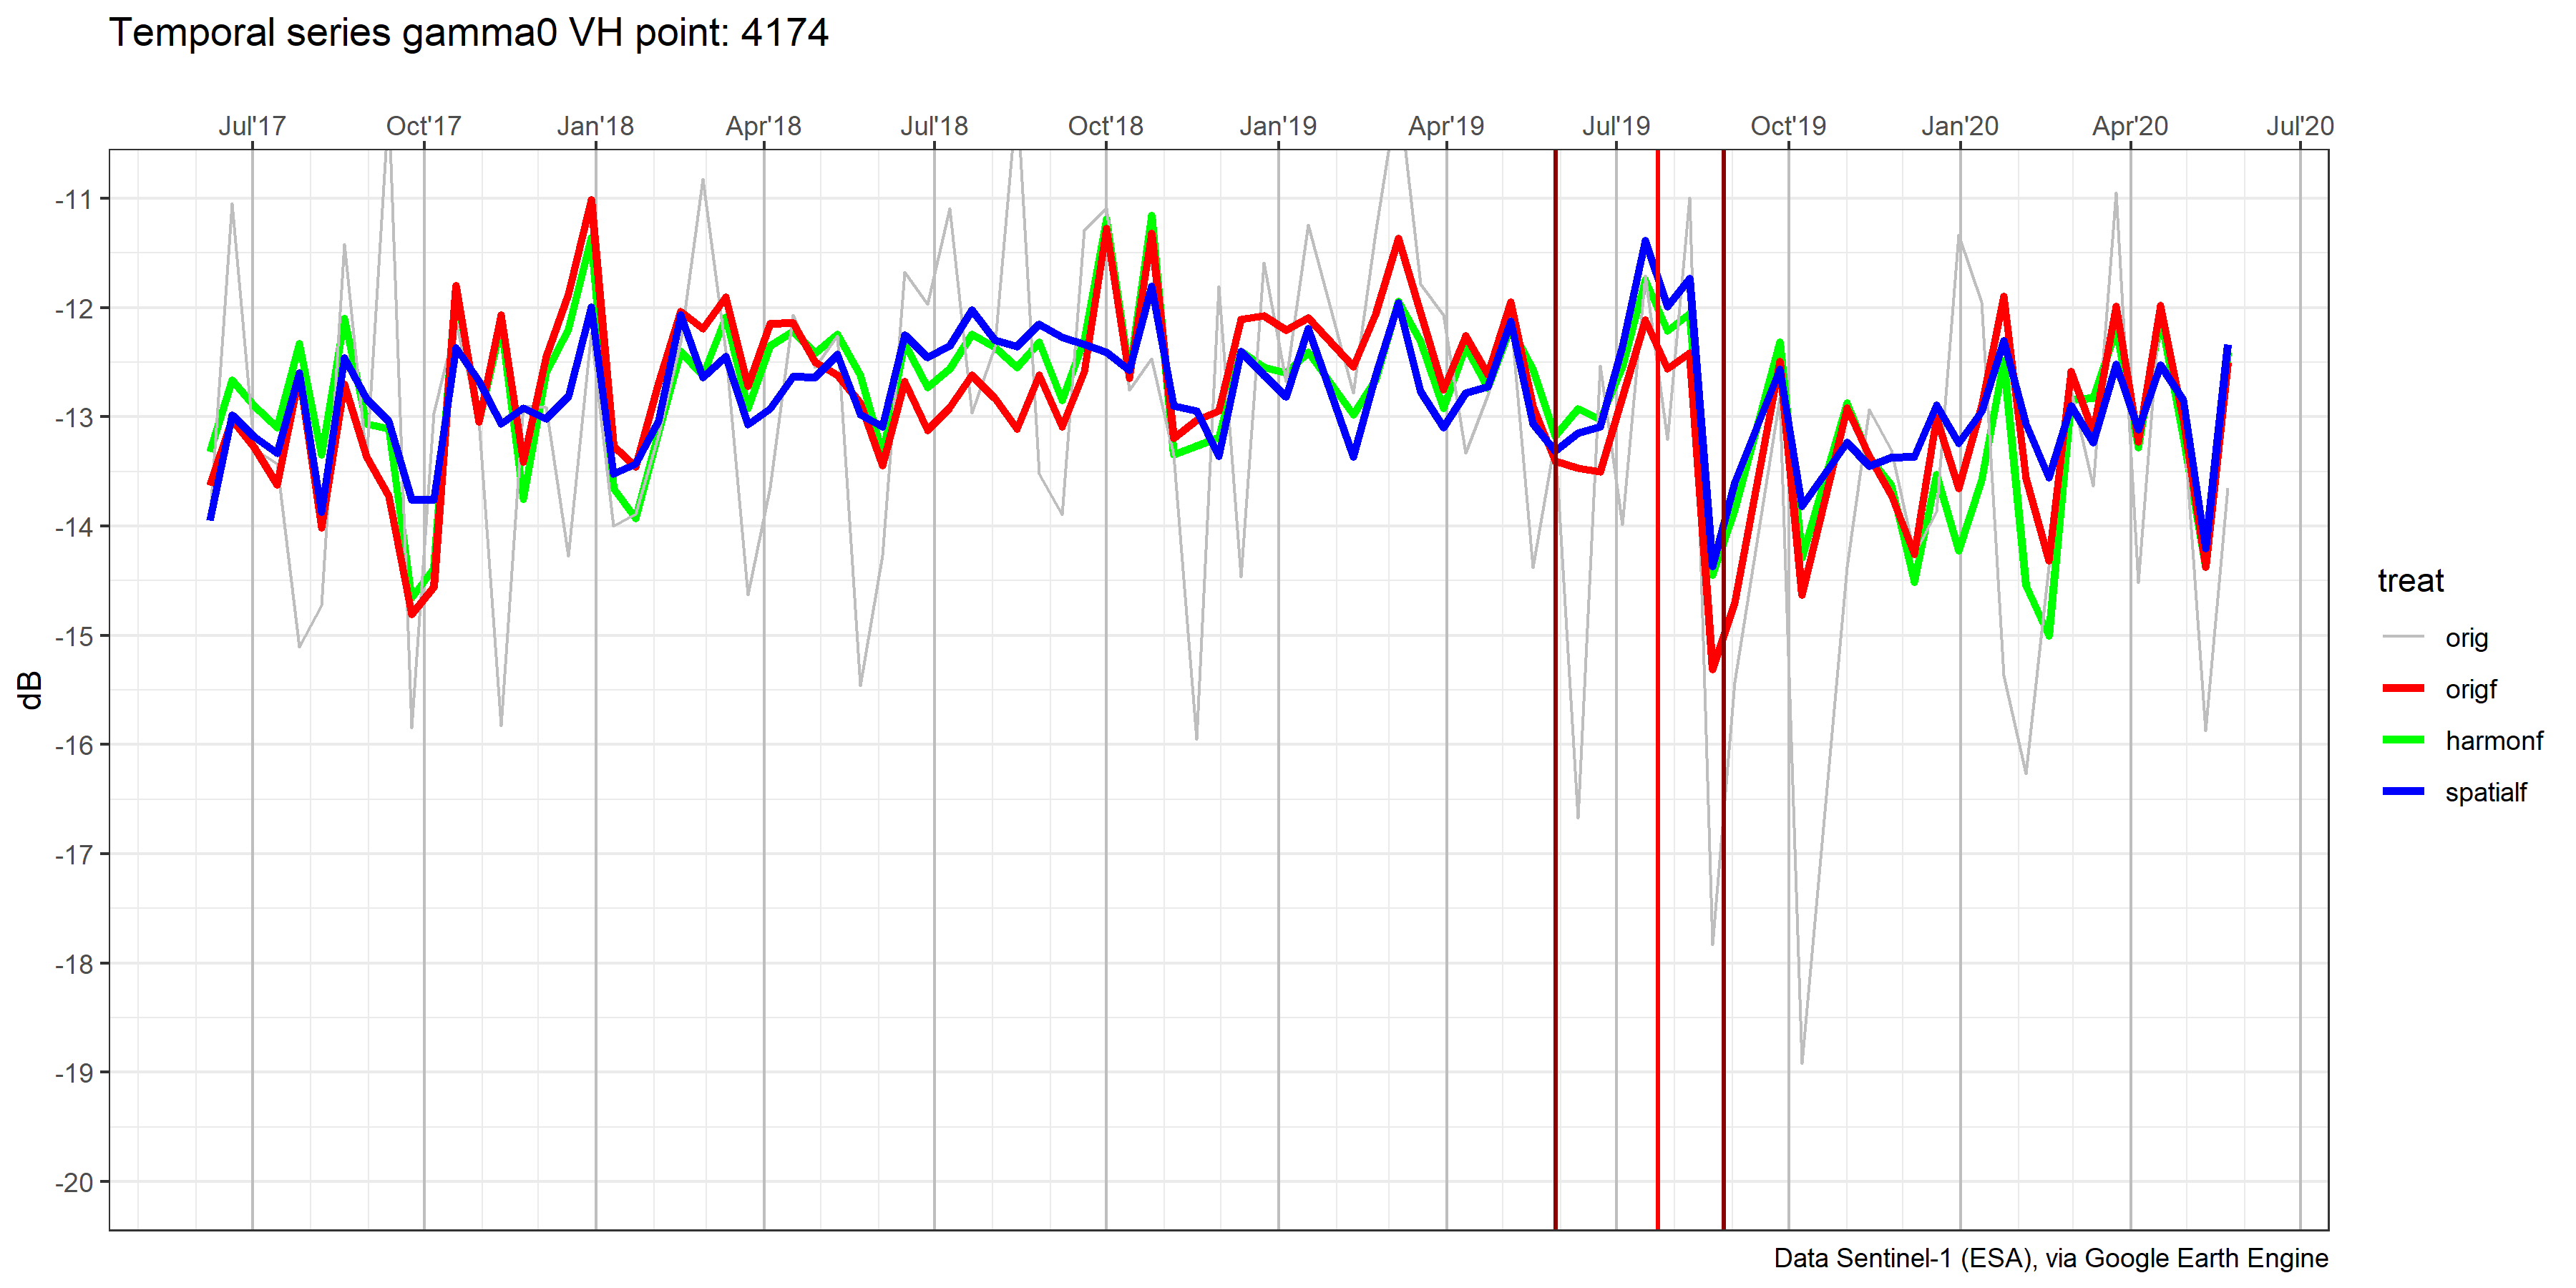 Temporal series gamma0 VH point: 4174
Jul'17 Oct'17 Jan'18 Apr'18 Jul'18 Oct'18 Jan'19 Apr'19 Jul'19 Oct'19 Jan'20 Apr'20 Jul'20
-11
-12
-13
-14
-15
-16
-17
-18
-19
-20
dB
treat
orig
origf
harmonf
spatialf
Data Sentinel-1 (ESA), via Google Earth Engine